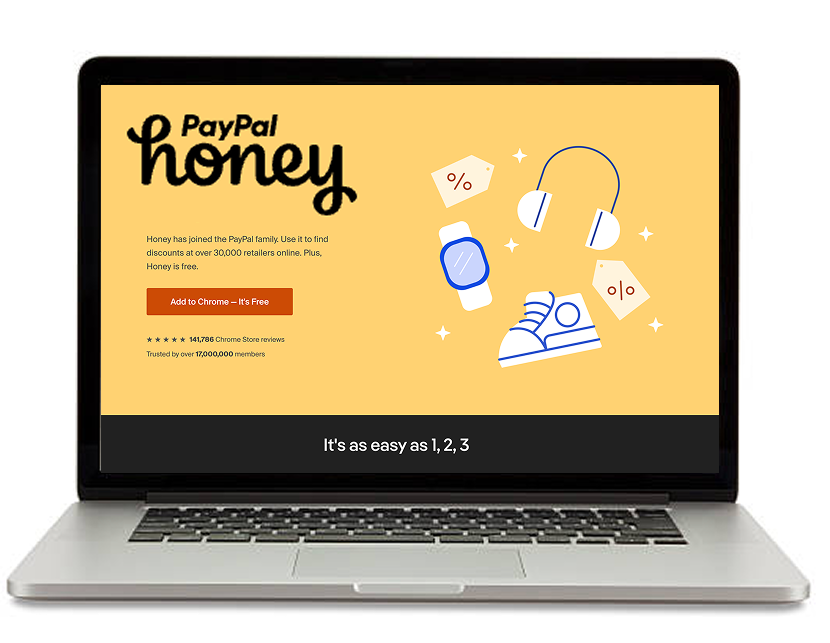 PayPal
honey
Honey has joined the PayPal family. Use it to find
discounts at over 30,000 retailers online. Plus,
Honey is free.
Add to Chrome — It's Free
★ ★ ★ ★ ★ 141,786 Chrome Store reviews
Trusted by over 17,000,000 members
%
%
It's as easy as 1, 2, 3